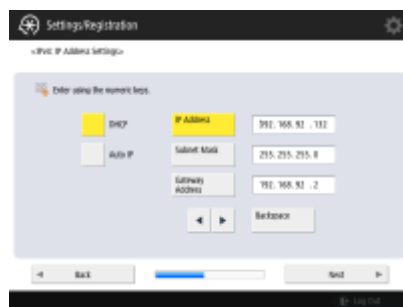 Settings/Registration
<IPv4: IP Address Settings>
Enter using the numeric keys.
DHCP
IP Address
192. 168. 92 . 132
Auto IP
Subnet Mask
255. 255. 255. 0
Gateway
Address
192. 168. 92 . 2
Backspace
Back
Next
Log Out